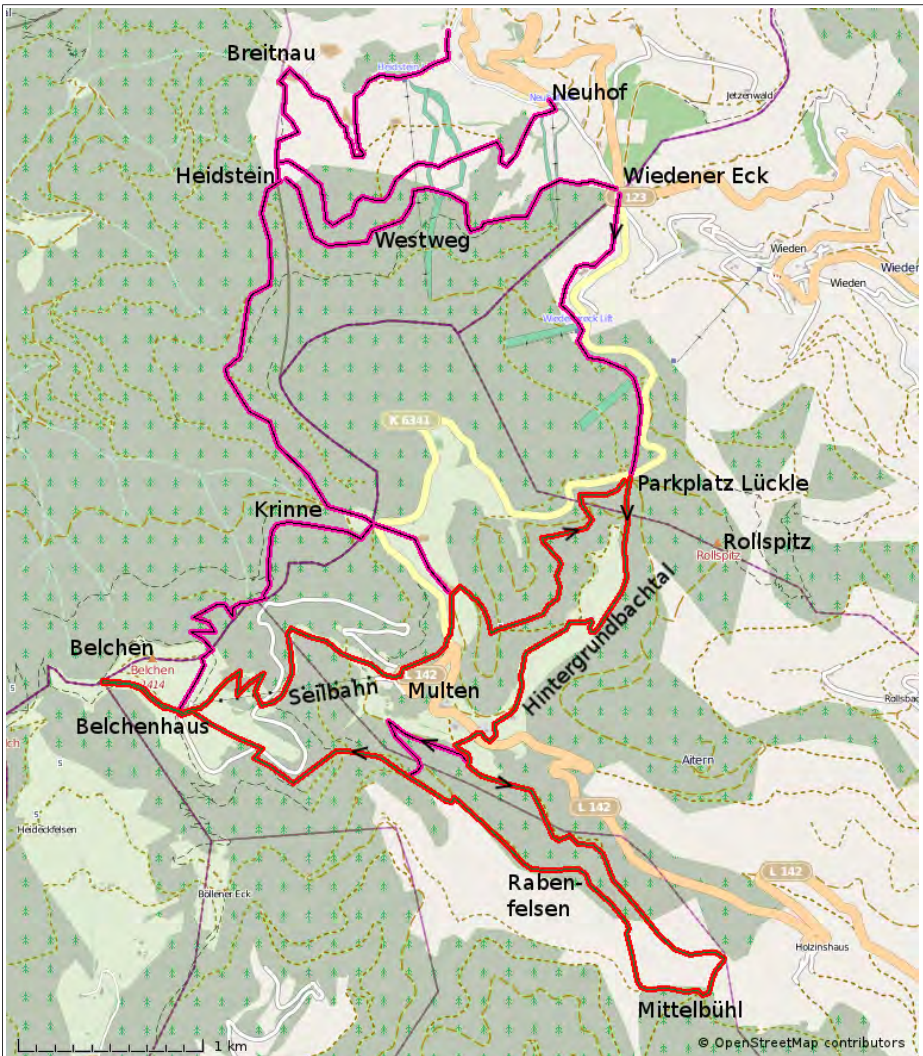 Breitnau
Heidstein
Neuhof
Jetzenwald
Heidstein
Wiedener Eck
Westweg
Wieden
Wieden
Wiedener Eck Lift
K 6341
Parkplatz Lückle
Krinne
Rollspitz
Rollspitz
Hintergrundbachtal
Belchen
Belchen
1414
Seilbahn
L 142
Multen
Belchenhaus
Aitern
L 142
Heideckfelsen
L 142
Raben-
felsen
Böllener Eck
Holzinshaus
Mittelbühl
1 km
© OpenStreetMap contributors